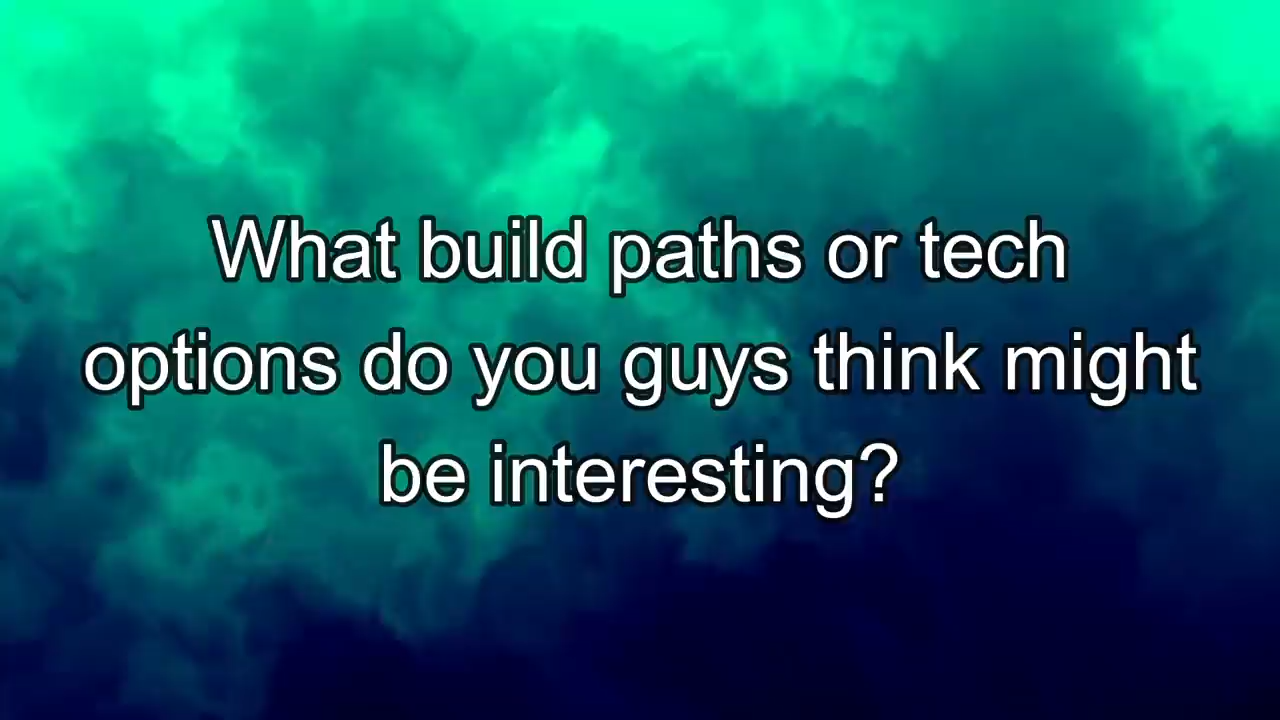 What build paths or tech
options do you guys think might
be interesting?